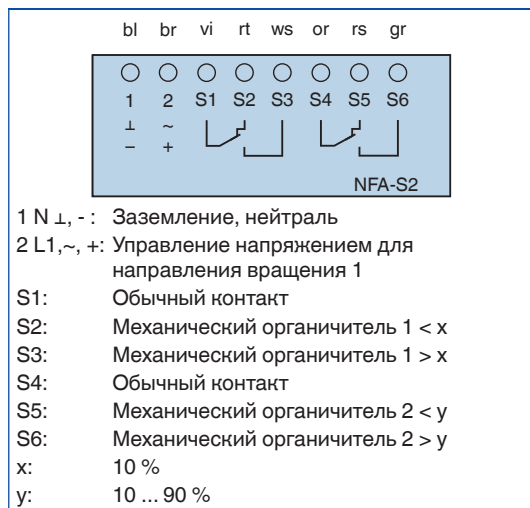 bl br vi rt ws or rs gr
1 2 S1 S2 S3 S4 S5 S6
⊥ ~
– +
NFA-S2
1 N ⊥, - : Заземление, нейтраль
2 L1,~, +: Управление напряжением для
направления вращения 1
S1: Обычный контакт
S2: Механический органичитель 1 < x
S3: Механический органичитель 1 > x
S4: Обычный контакт
S5: Механический органичитель 2 < y
S6: Механический органичитель 2 > y
x: 10 %
y: 10 ... 90 %